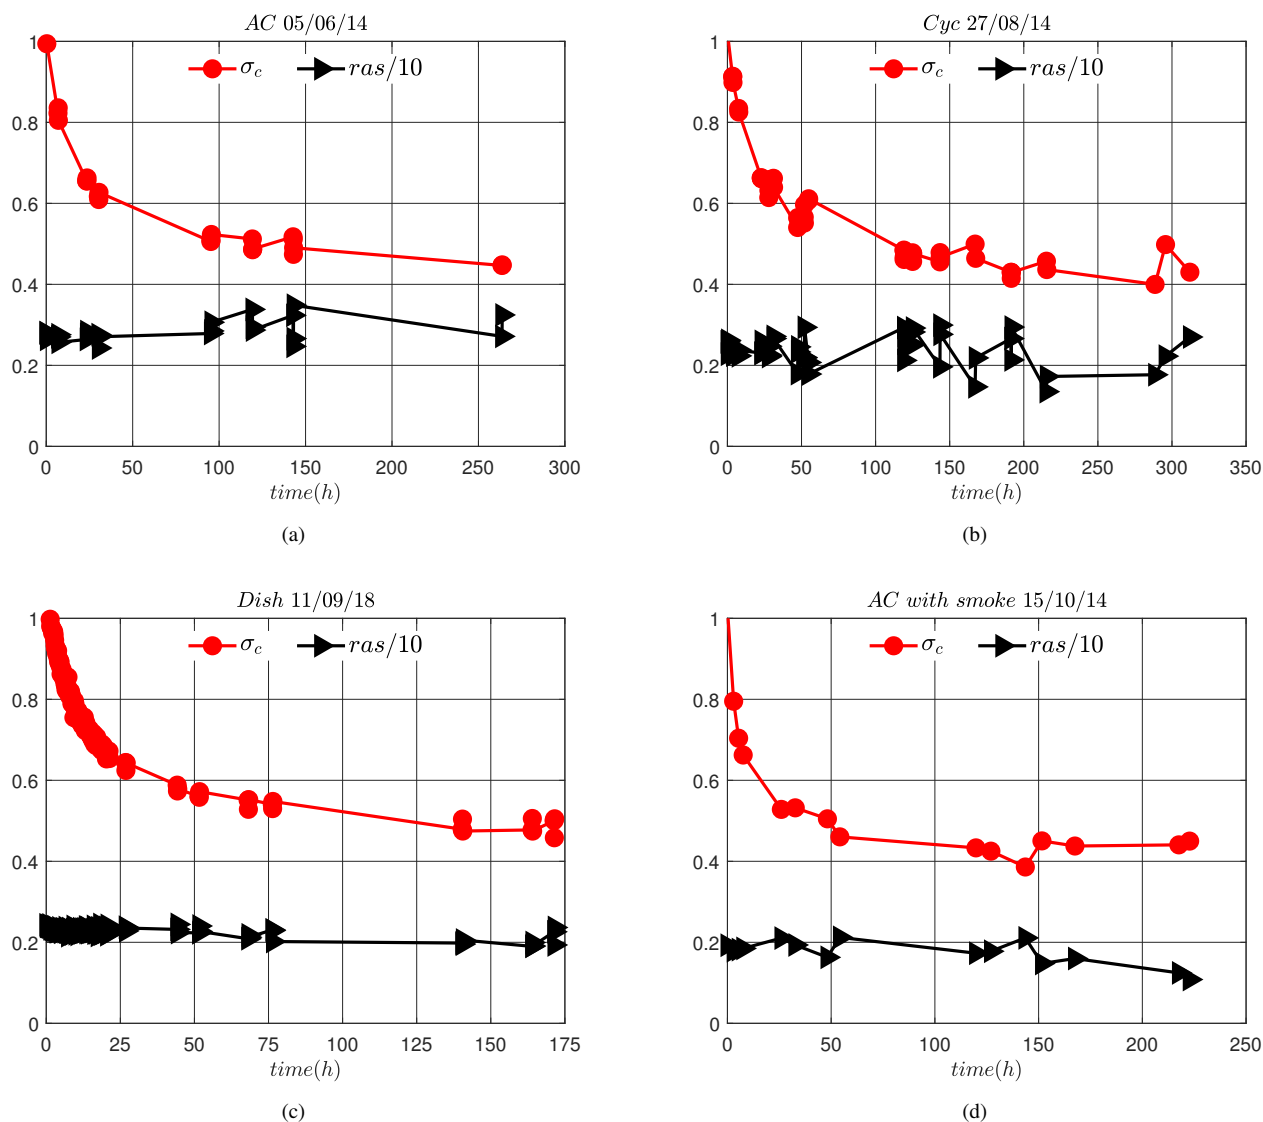 AC 05/06/14
σc ras/10
1
0.8
0.6
0.4
0.2
0
0 50 100 150 200 250 300
time(h)
(a)
Cyc 27/08/14
σc ras/10
1
0.8
0.6
0.4
0.2
0
0 50 100 150 200 250 300 350
time(h)
(b)
Dish 11/09/18
σc ras/10
1
0.8
0.6
0.4
0.2
0
0 25 50 75 100 125 150 175
time(h)
(c)
AC with smoke 15/10/14
σc ras/10
1
0.8
0.6
0.4
0.2
0
0 50 100 150 200 250
time(h)
(d)